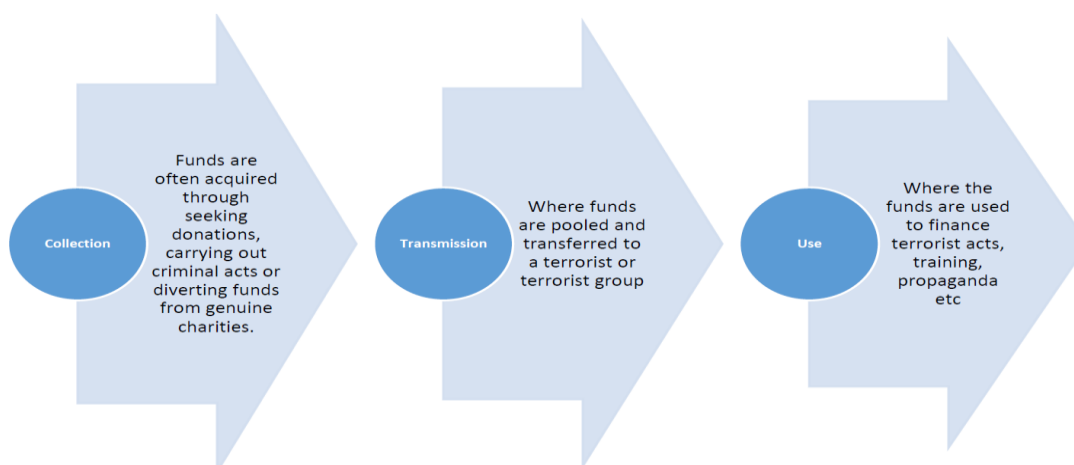 Collection
Funds are
often acquired
through
seeking
donations,
carrying out
criminal acts or
diverting funds
from genuine
charities.
Transmission
Where funds
are pooled and
transferred to
a terrorist or
terrorist group
Use
Where the
funds are used
to finance
terrorist acts,
training,
propaganda
etc